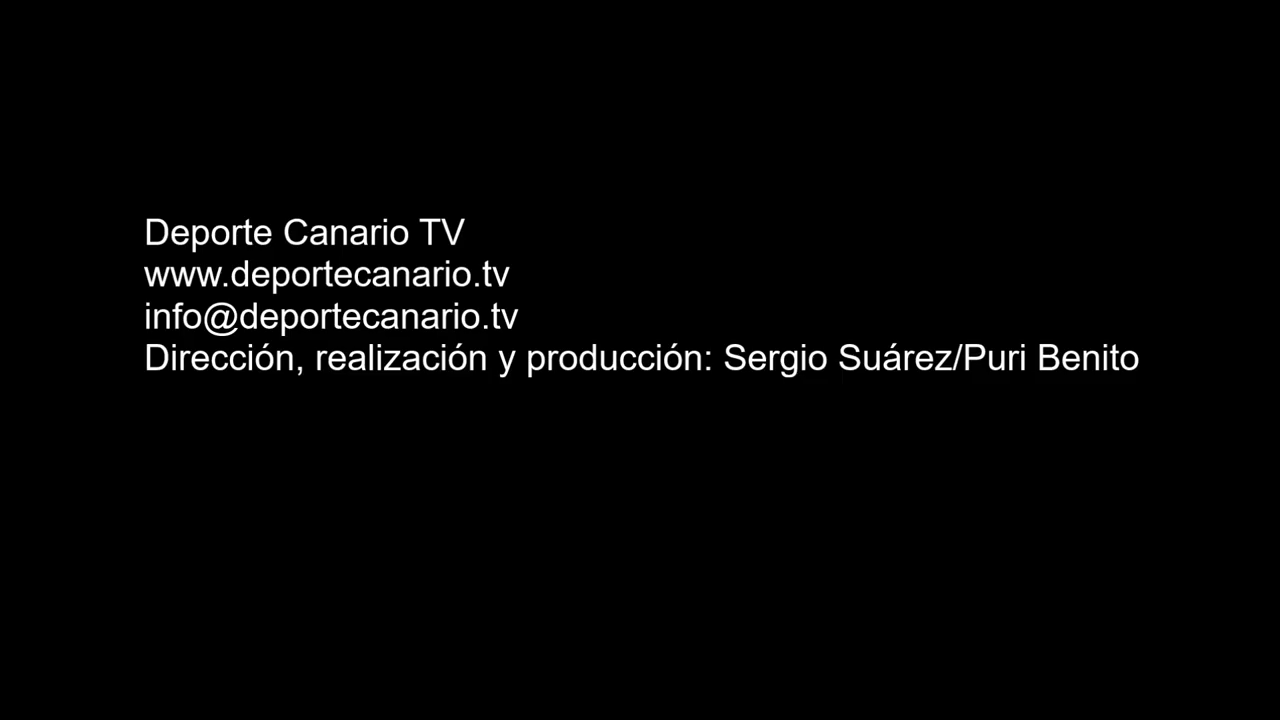 Deporte Canario TV
www.deportecanario.tv
info@deportecanario.tv
Dirección, realización y producción: Sergio Suárez/Puri Benito